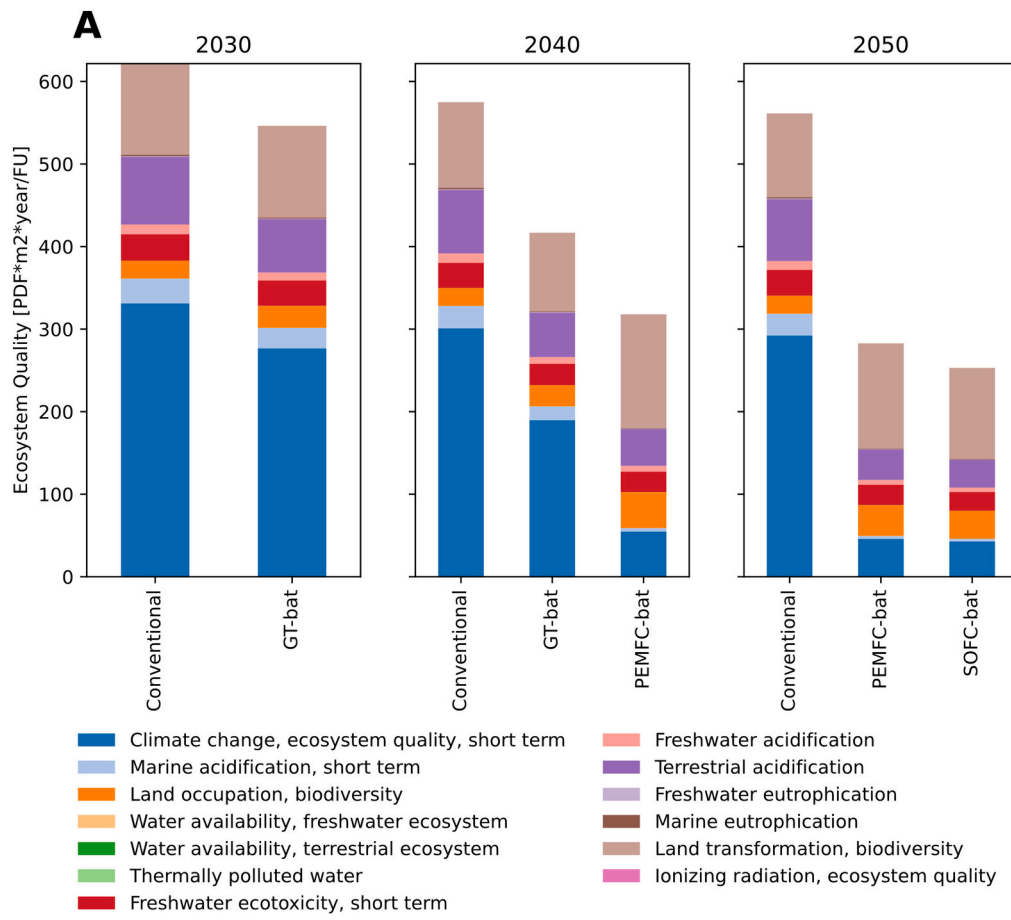 A
2030
2040
2050
Ecosystem Quality [PDF*m2*year/FU]
600
500
400
300
200
100
0
Conventional
GT-bat
Conventional
GT-bat
PEMFC-bat
Conventional
PEMFC-bat
SOFC-bat
Climate change, ecosystem quality, short term
Marine acidification, short term
Land occupation, biodiversity
Water availability, freshwater ecosystem
Water availability, terrestrial ecosystem
Thermally polluted water
Freshwater ecotoxicity, short term
Freshwater acidification
Terrestrial acidification
Freshwater eutrophication
Marine eutrophication
Land transformation, biodiversity
Ionizing radiation, ecosystem quality